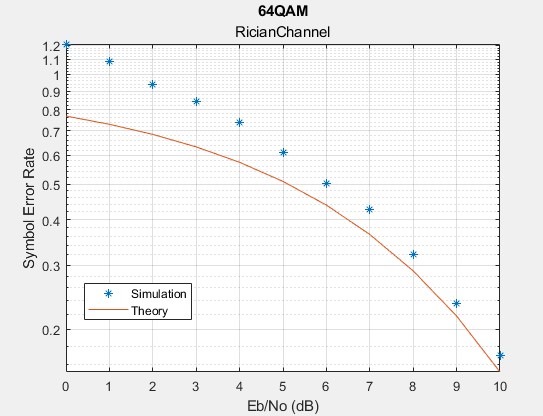 64QAM
RicianChannel
1.2
1.1
1
0.9
0.8
0.7
0.6
0.5
0.4
0.3
0.2
Symbol Error Rate
Simulation
Theory
0 1 2 3 4 5 6 7 8 9 10
Eb/No (dB)